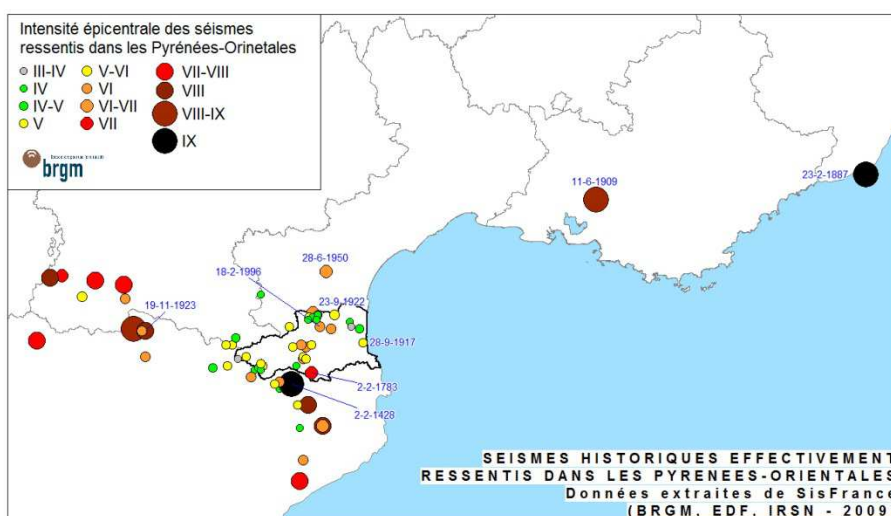 Intensité épicentrale des séismes
ressentis dans les Pyrénées-Orinetales
III-IV
IV
IV-V
V
V-VI
VI
VI-VII
VII
VII-VIII
VIII
VIII-IX
IX
brgm
23-2-1887
11-6-1909
28-6-1950
18-2-1996
23-9-1922
19-11-1923
28-9-1917
2-2-1783
2-2-1428
SEISMES HISTORIQUES EFFECTIVEMENT
RESSENTIS DANS LES PYRENEES-ORIENTALES
Données extraites de SisFrance
(BRGM, EDF, IRSN - 2009)